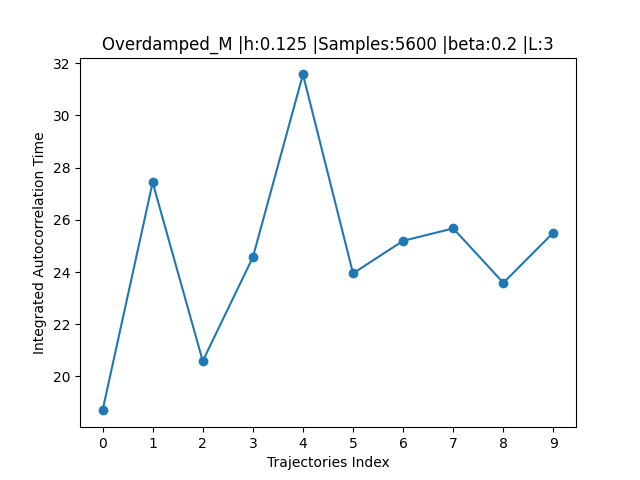 Overdamped_M |h:0.125 |Samples:5600 |beta:0.2 |L:3
Integrated Autocorrelation Time
32
30
28
26
24
22
20
0 1 2 3 4 5 6 7 8 9
Trajectories Index